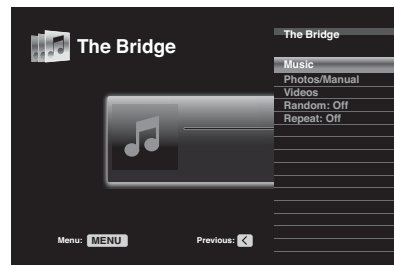 The Bridge
The Bridge
Music
Photos/Manual
Videos
Random: Off
Repeat: Off
Menu: MENU
Previous: <